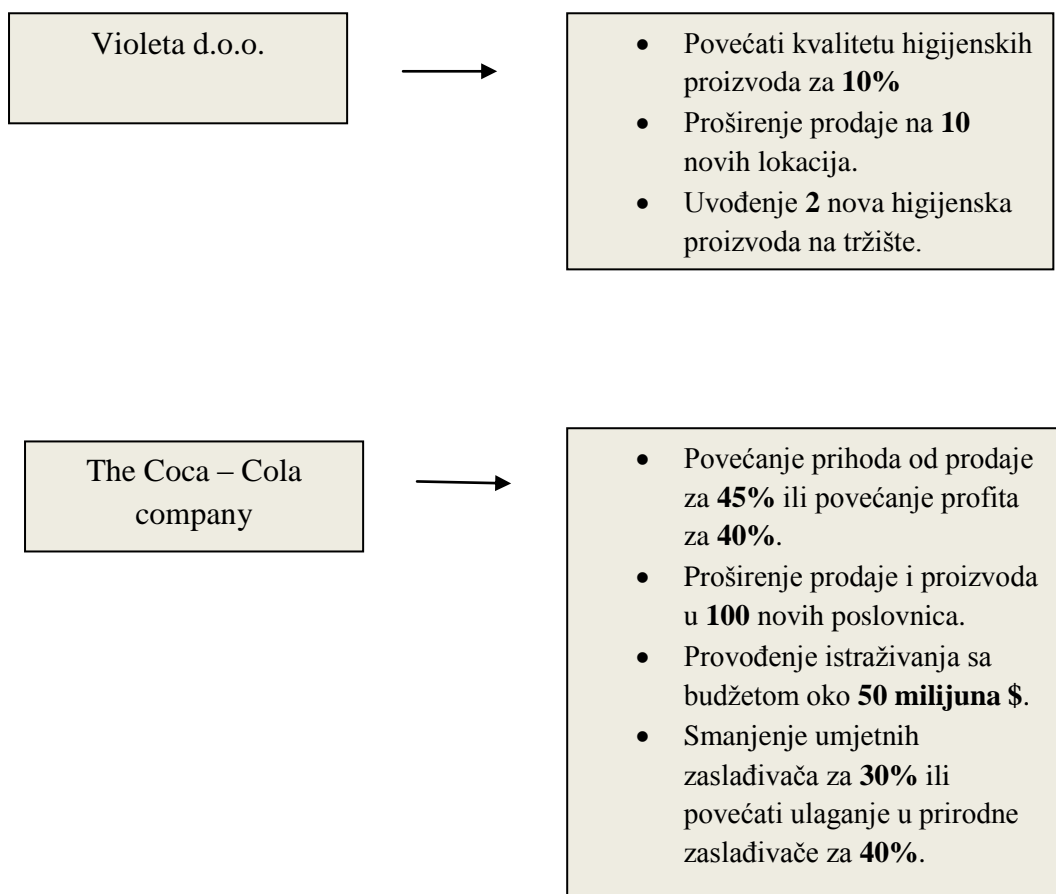 Violeta d.o.o.
• Povećati kvalitetu higijenskih
proizvoda za 10%
• Proširenje prodaje na 10
novih lokacija.
• Uvođenje 2 nova higijenska
proizvoda na tržište.
The Coca – Cola
company
• Povećanje prihoda od prodaje
za 45% ili povećanje profita
za 40%.
• Proširenje prodaje i proizvoda
u 100 novih poslovnica.
• Provođenje istraživanja sa
budžetom oko 50 milijuna $.
• Smanjenje umjetnih
zaslađivača za 30% ili
povećati ulaganje u prirodne
zaslađivače za 40%.